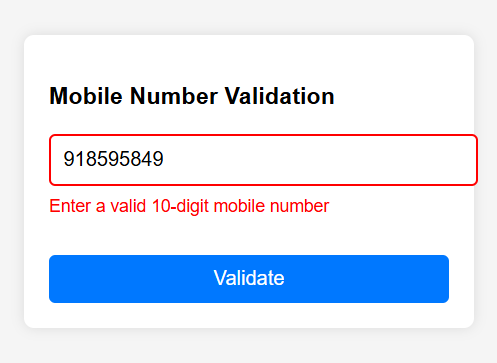 Mobile Number Validation
918595849
Enter a valid 10-digit mobile number
Validate